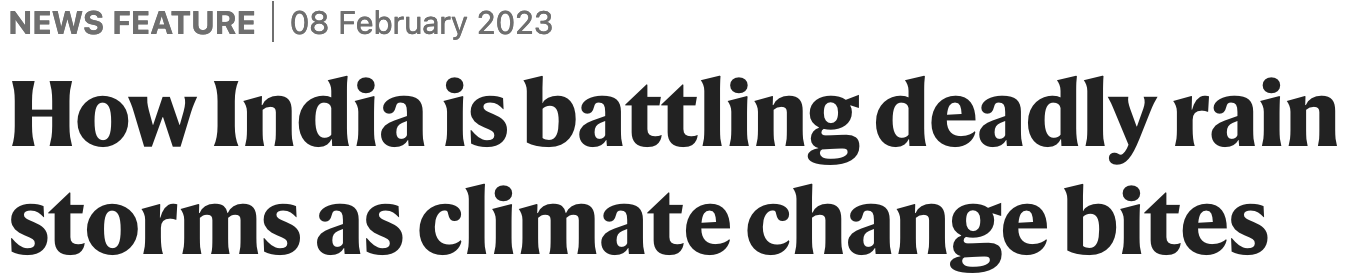 NEWS FEATURE | 08 February 2023
How India is battling deadly rain
storms as climate change bites